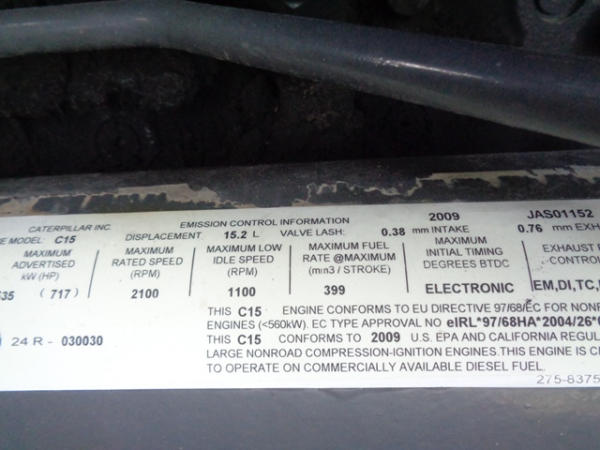 2009 JAS01152
CATERPILLAR INC. EMISSION CONTROL INFORMATION
MODEL: C15 DISPLACEMENT 15.2 L VALVE LASH: 0.38 mm INTAKE 0.76 mm EXH
MAXIMUM ADVERTISED kW (HP)
(717)
MAXIMUM RATED SPEED (RPM)
2100
MAXIMUM LOW IDLE SPEED (RPM)
1100
MAXIMUM FUEL RATE @MAXIMUM (mm3 / STROKE)
399
MAXIMUM INITIAL TIMING DEGREES BTDC
ELECTRONIC
EXHAUST
CONTRO
EM,DI,TC,
THIS C15 ENGINE CONFORMS TO EU DIRECTIVE 97/68/EC FOR NON
ENGINES (<560kW). EC TYPE APPROVAL NO eIRL*97/68HA*2004/26*
24 R - 030030
THIS C15 CONFORMS TO 2009 U.S. EPA AND CALIFORNIA REGUL
LARGE NONROAD COMPRESSION-IGNITION ENGINES.THIS ENGINE IS C
TO OPERATE ON COMMERCIALLY AVAILABLE DIESEL FUEL.
275-8375